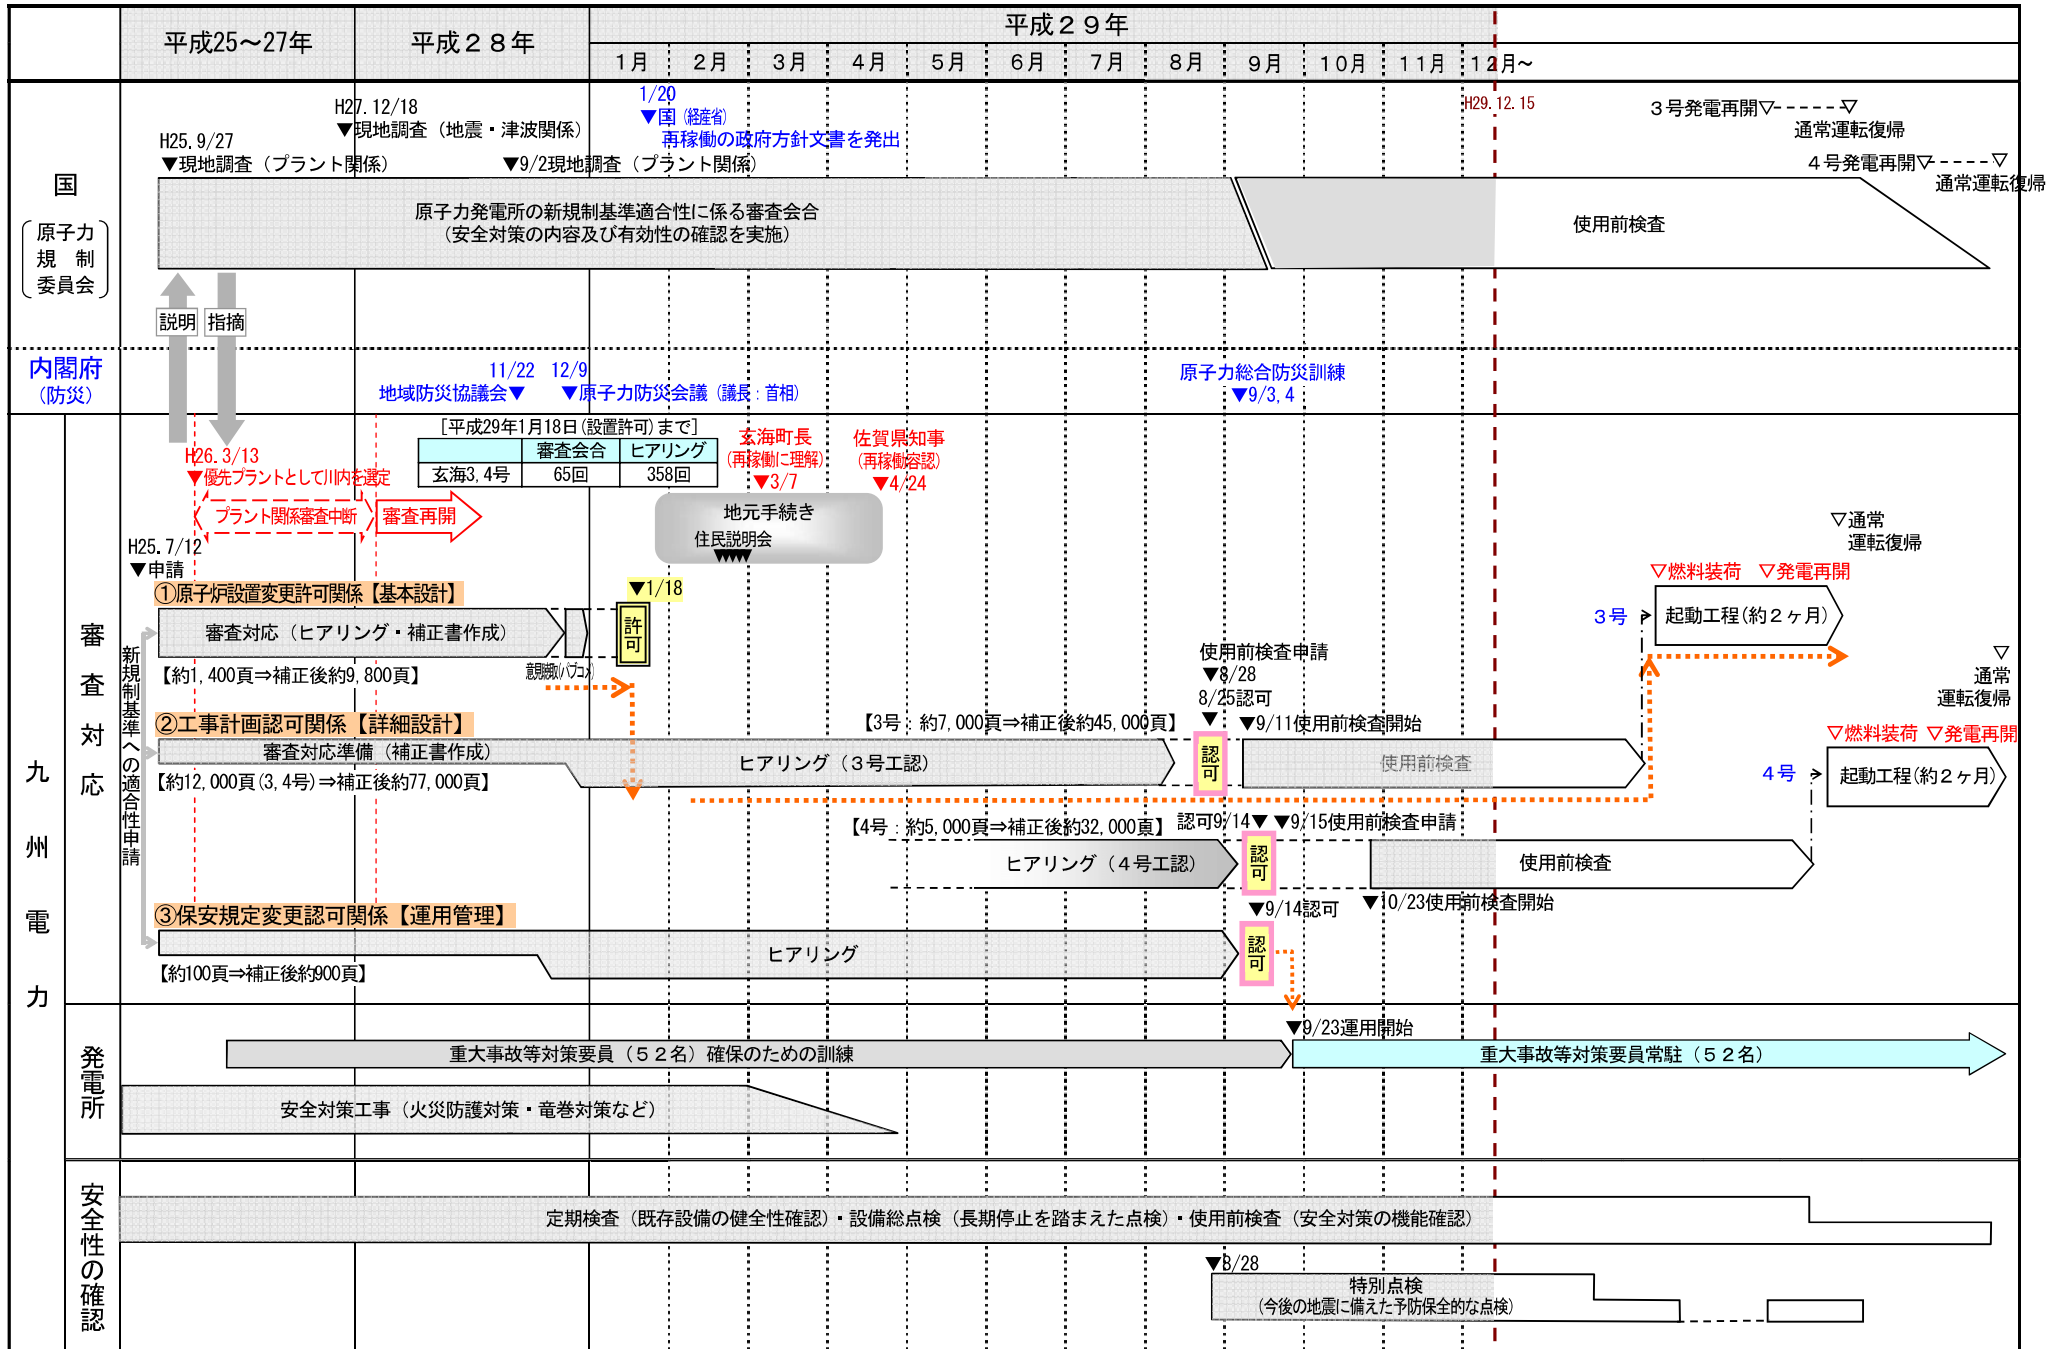 平成25～27年
平成２８年
平成２９年
1月
2月
3月
4月
5月
6月
7月
8月
9月
10月
11月
12月～
国
原子力
規 制
委員会
H25.9/27
▼現地調査（プラント関係）
H27.12/18
▼現地調査（地震・津波関係）
▼9/2現地調査（プラント関係）
1/20
▼国（経産省）
再稼働の政府方針文書を発出
H29.12.15
３号発電再開▽-----▽
通常運転復帰
４号発電再開▽-----▽
通常運転復帰
原子力発電所の新規制基準適合性に係る審査会合
（安全対策の内容及び有効性の確認を実施）
使用前検査
説明
指摘
内閣府
（防災）
11/22
地域防災協議会▼
12/9
▼原子力防災会議（議長：首相）
原子力総合防災訓練
▼9/3,4
九州電力
審査対応
[平成29年1月18日(設置許可)まで]
審査会合
ヒアリング
玄海3,4号
65回
358回
H26.3/13
▼優先プラントとして川内を選定
プラント関係審査中断
審査再開
玄海町長
（再稼働に理解）
▼3/7
佐賀県知事
（再稼働容認）
▼4/24
地元手続き
住民説明会
▼▼▼▼▼
H25.7/12
▼申請
新規制基準への適合性申請
①原子炉設置変更許可関係【基本設計】
審査対応（ヒアリング・補正書作成）
【約1,400頁⇒補正後約9,800頁】
意見聴取(パブコメ)
▼1/18
許可
②工事計画認可関係【詳細設計】
審査対応準備（補正書作成）
【約12,000頁(3,4号)⇒補正後約77,000頁】
ヒアリング（３号工認）
【3号：約7,000頁⇒補正後約45,000頁】
使用前検査申請
▼8/28
8/25認可
▼
認可
▼9/11使用前検査開始
使用前検査
３号
▽燃料装荷
▽発電再開
起動工程(約２ヶ月)
▽通常
運転復帰
【4号：約5,000頁⇒補正後約32,000頁】
ヒアリング（４号工認）
認可9/14▼
▼9/15使用前検査申請
認可
使用前検査
▼10/23使用前検査開始
４号
▽燃料装荷
▽発電再開
起動工程(約２ヶ月)
▽
通常
運転復帰
③保安規定変更認可関係【運用管理】
ヒアリング
【約100頁⇒補正後約900頁】
▼9/14認可
認可
発電所
▼9/23運用開始
重大事故等対策要員（５２名）確保のための訓練
重大事故等対策要員常駐（５２名）
安全対策工事（火災防護対策・竜巻対策など）
安全性の確認
定期検査（既存設備の健全性確認）・設備総点検（長期停止を踏まえた点検）・使用前検査（安全対策の機能確認）
▼8/28
特別点検
（今後の地震に備えた予防保全的な点検）